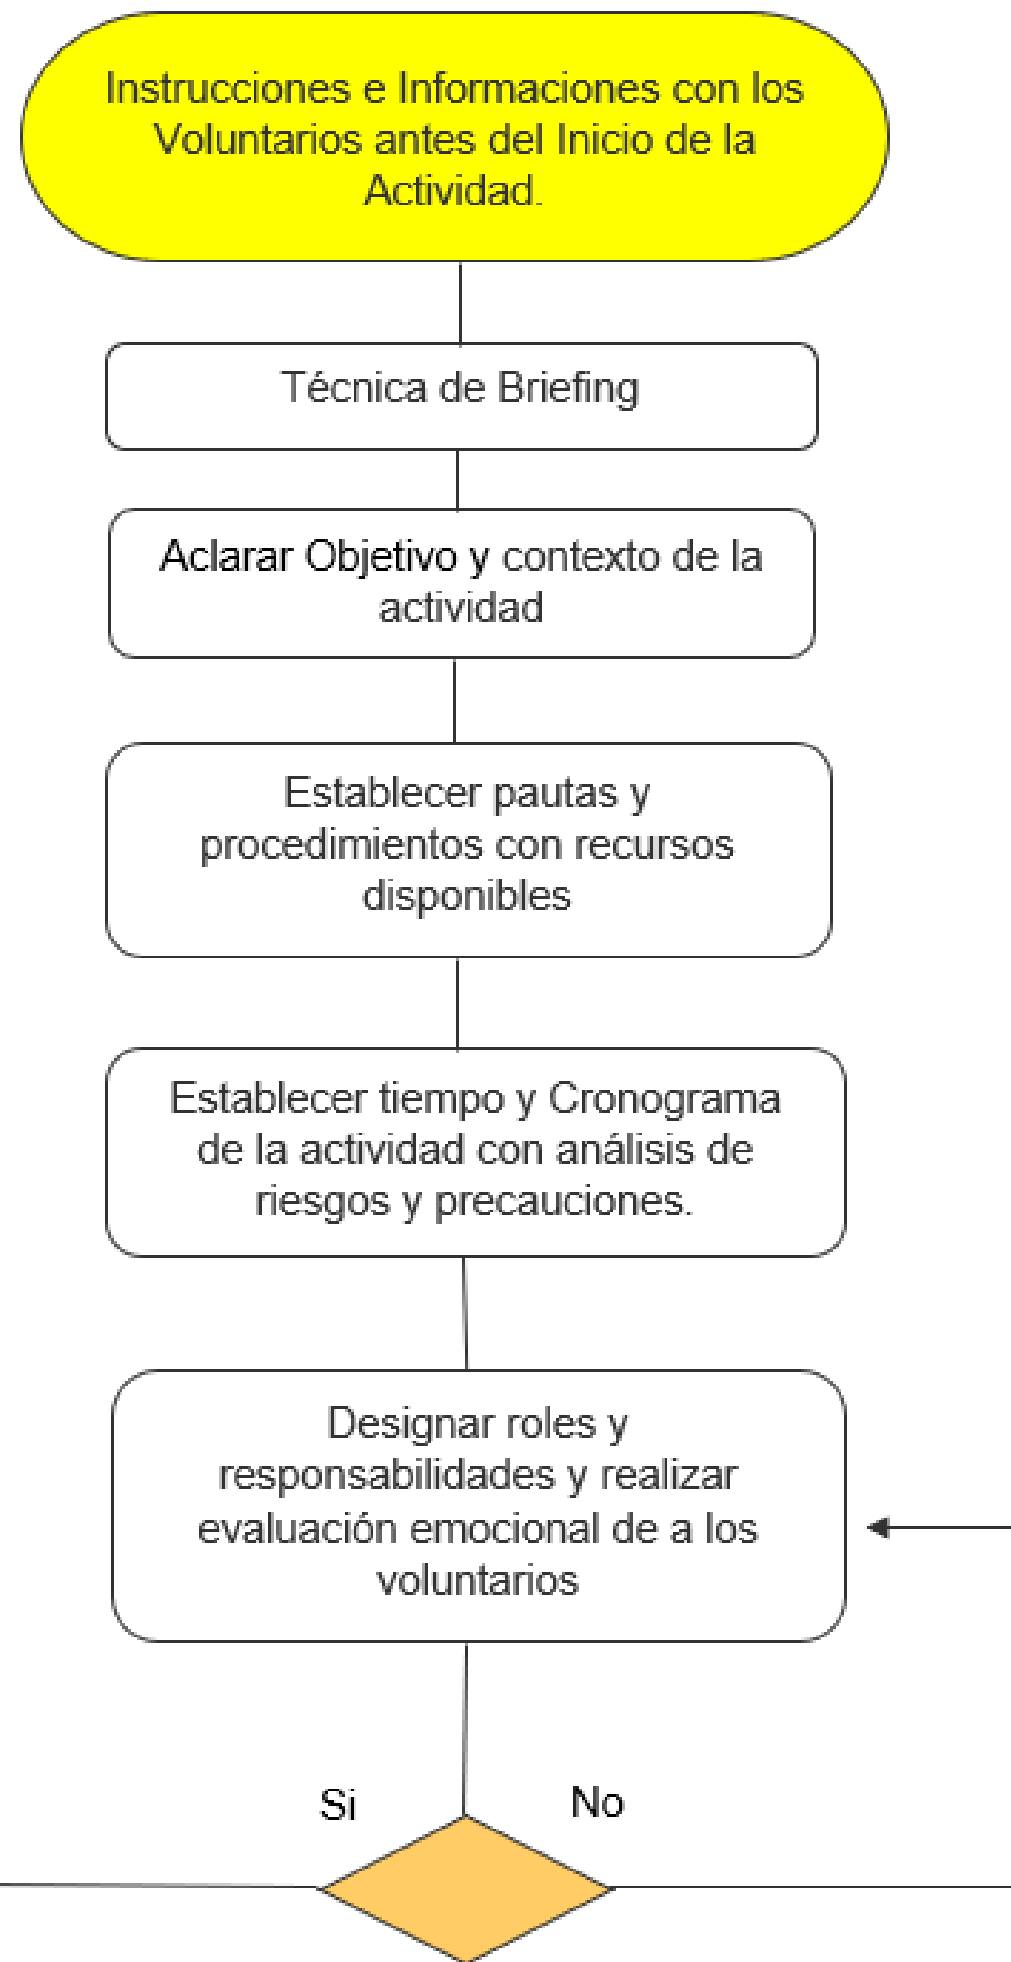 Instrucciones e Informaciones con los
Voluntarios antes del Inicio de la
Actividad.
Técnica de Briefing
Aclarar Objetivo y contexto de la
actividad
Establecer pautas y
procedimientos con recursos
disponibles
Establecer tiempo y Cronograma
de la actividad con análisis de
riesgos y precauciones.
Designar roles y
responsabilidades y realizar
evaluación emocional de a los
voluntarios
Si
No